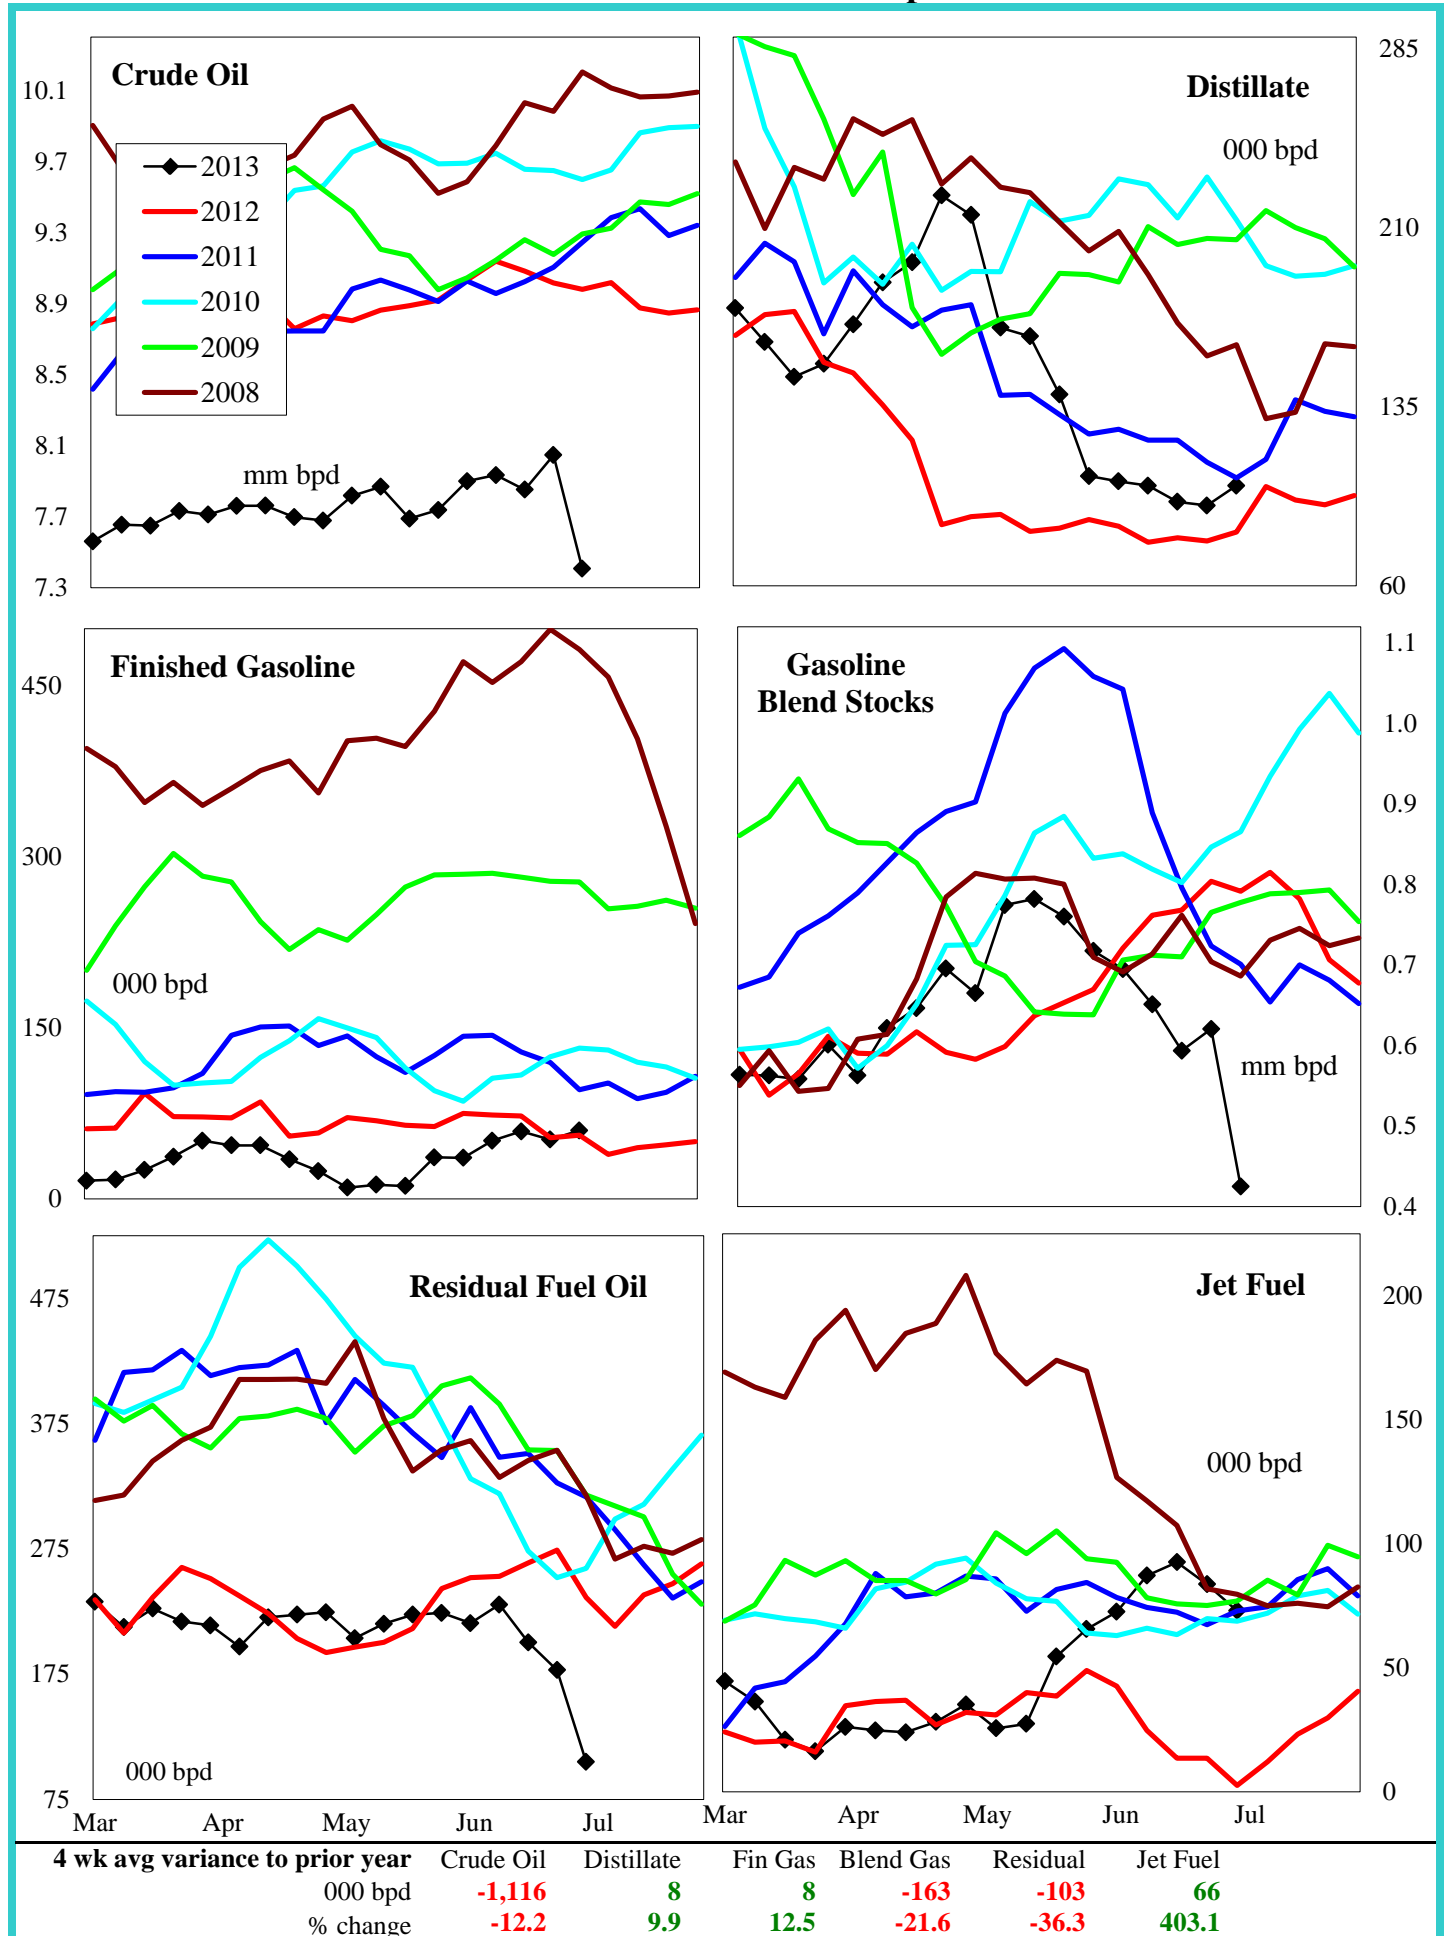 Crude Oil
10.1
9.7
9.3
8.9
8.5
8.1
7.7
7.3
2013
2012
2011
2010
2009
2008
mm bpd
Distillate
000 bpd
285
210
135
60
Finished Gasoline
450
300
150
0
000 bpd
Gasoline
Blend Stocks
1.1
1.0
0.9
0.8
0.7
0.6
0.5
0.4
mm bpd
Residual Fuel Oil
475
375
275
175
75
000 bpd
Mar Apr May Jun Jul
Jet Fuel
200
150
100
50
0
000 bpd
Mar Apr May Jun Jul
4 wk avg variance to prior year Crude Oil Distillate Fin Gas Blend Gas Residual Jet Fuel
000 bpd -1,116 8 8 -163 -103 66
% change -12.2 9.9 12.5 -21.6 -36.3 403.1